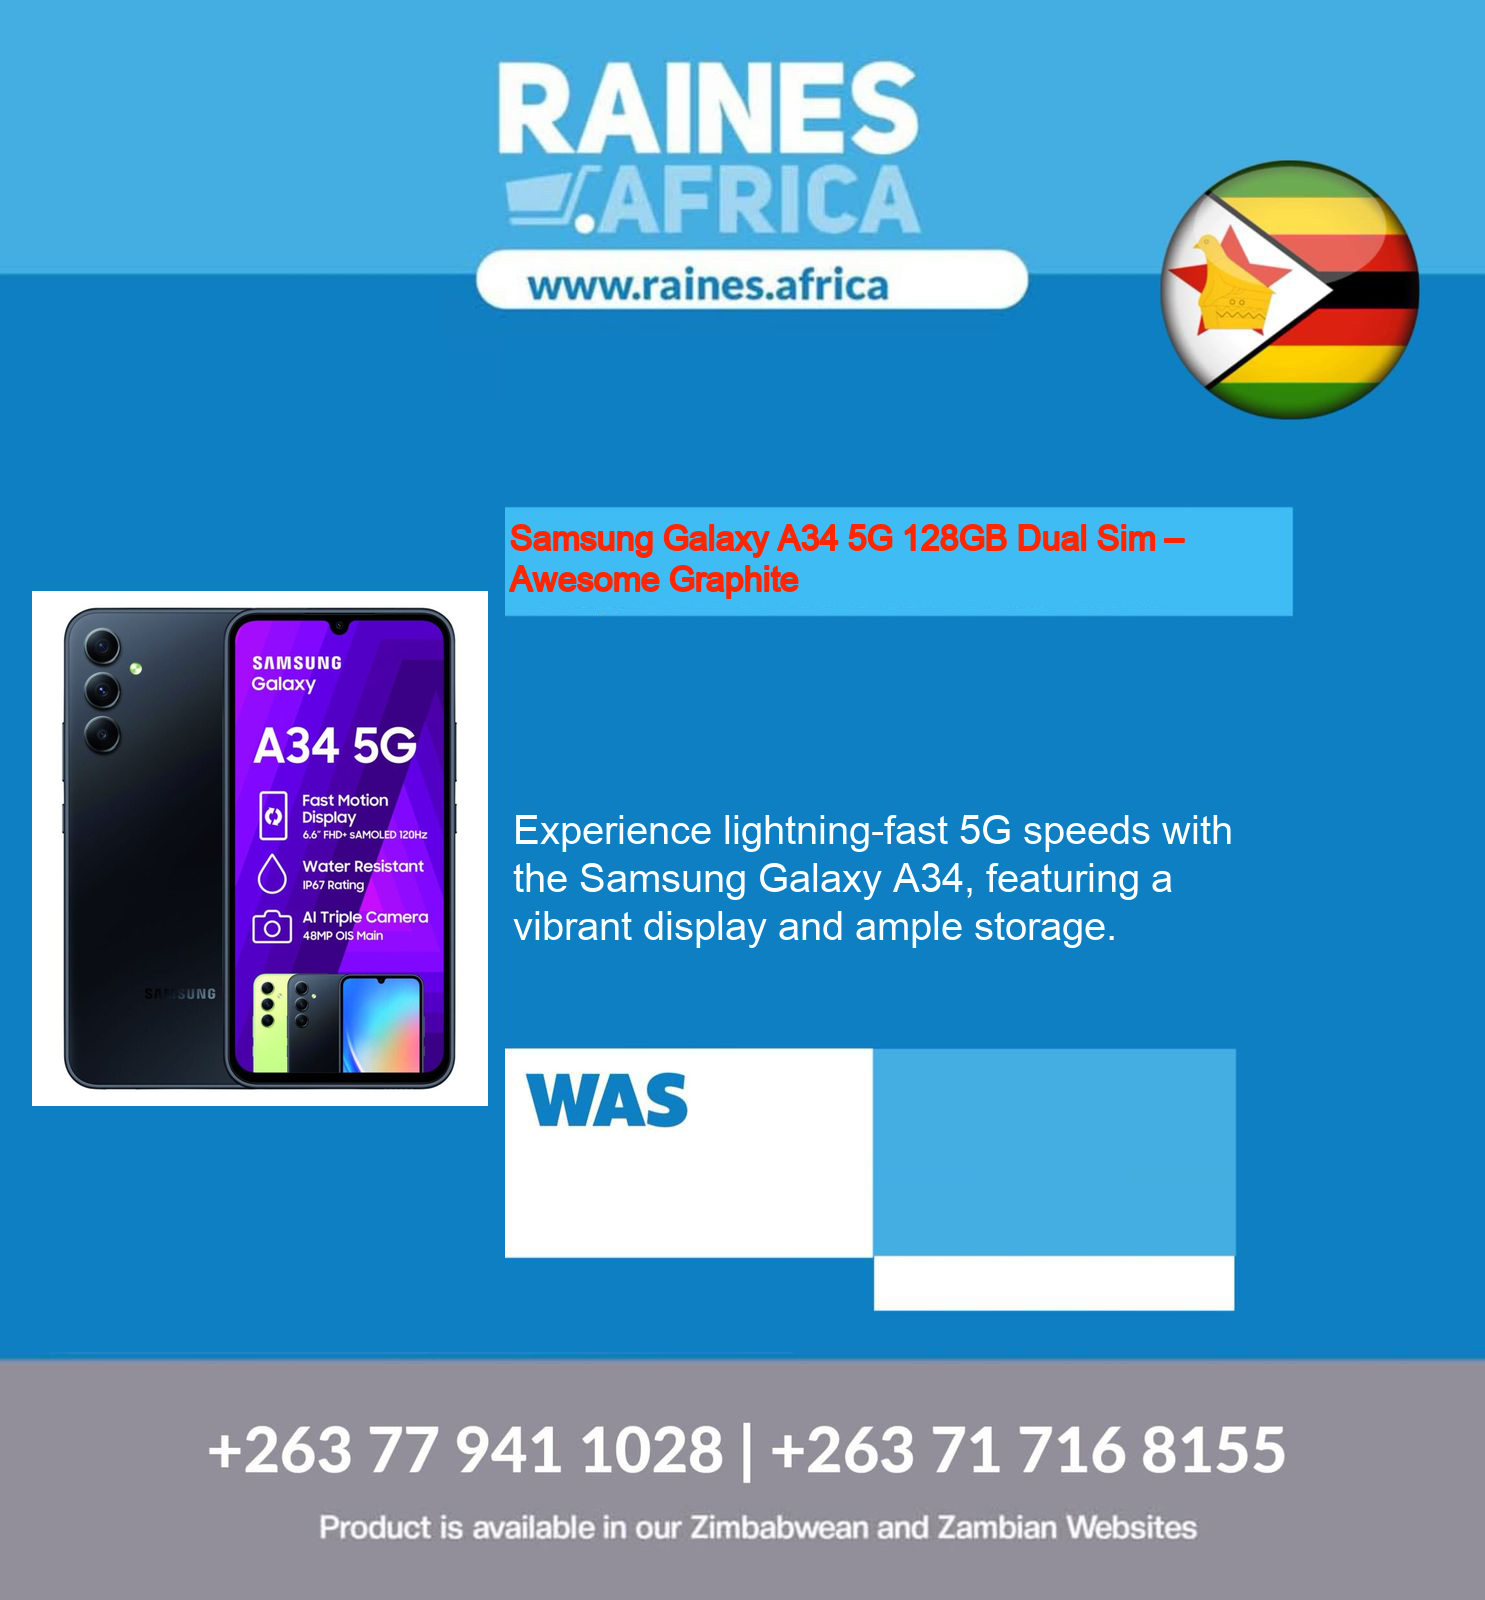 RAINES
.AFRICA
www.raines.africa
Samsung Galaxy A34 5G 128GB Dual Sim –
Awesome Graphite
SAMSUNG
Galaxy
A34 5G
Fast Motion
Display
6.6" FHD+ sAMOLED 120Hz
Water Resistant
IP67 Rating
AI Triple Camera
48MP OIS Main
SAMSUNG
Experience lightning-fast 5G speeds with
the Samsung Galaxy A34, featuring a
vibrant display and ample storage.
WAS
+263 77 941 1028 | +263 71 716 8155
Product is available in our Zimbabwean and Zambian Websites